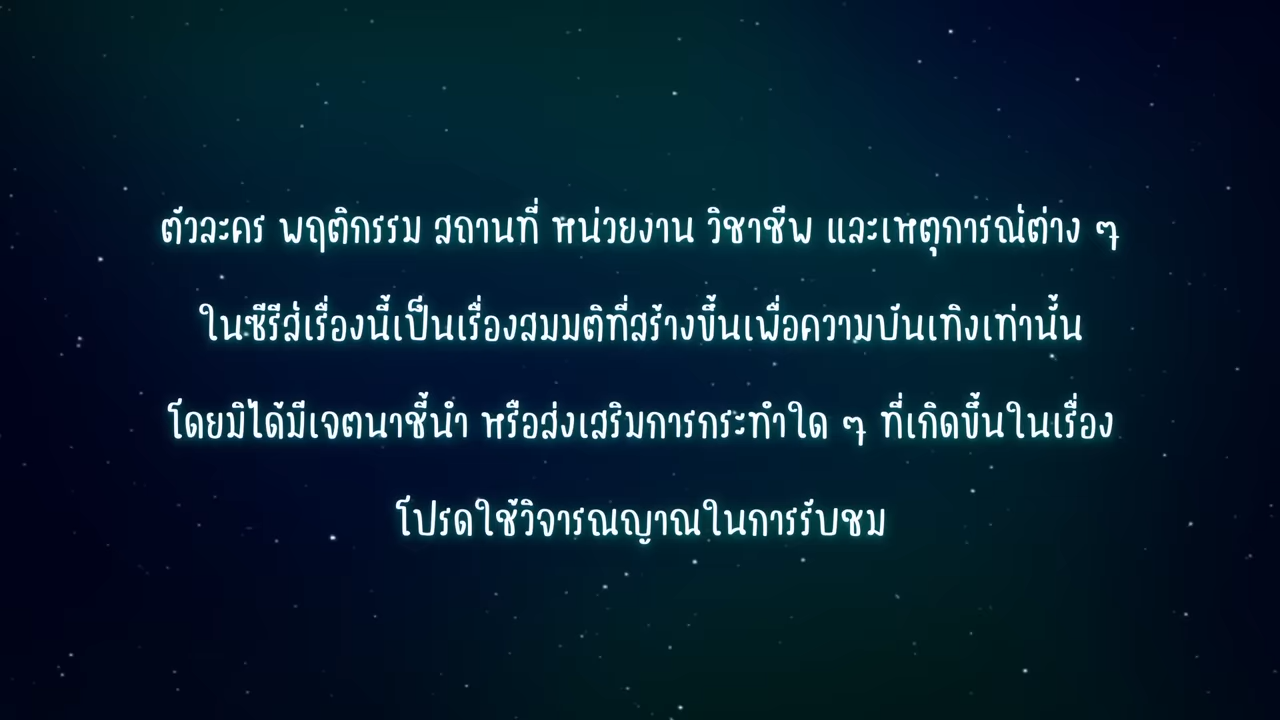 ตัวละคร พฤติกรรม สถานที่ หน่วยงาน วิชาชีพ และเหตุการณ์ต่าง ๆ
ในซีรีส์เรื่องนี้เป็นเรื่องสมมติที่สร้างขึ้นเพื่อความบันเทิงเท่านั้น
โดยมิได้มีเจตนาชี้นำ หรือส่งเสริมการกระทำใด ๆ ที่เกิดขึ้นในเรื่อง
โปรดใช้วิจารณญาณในการรับชม